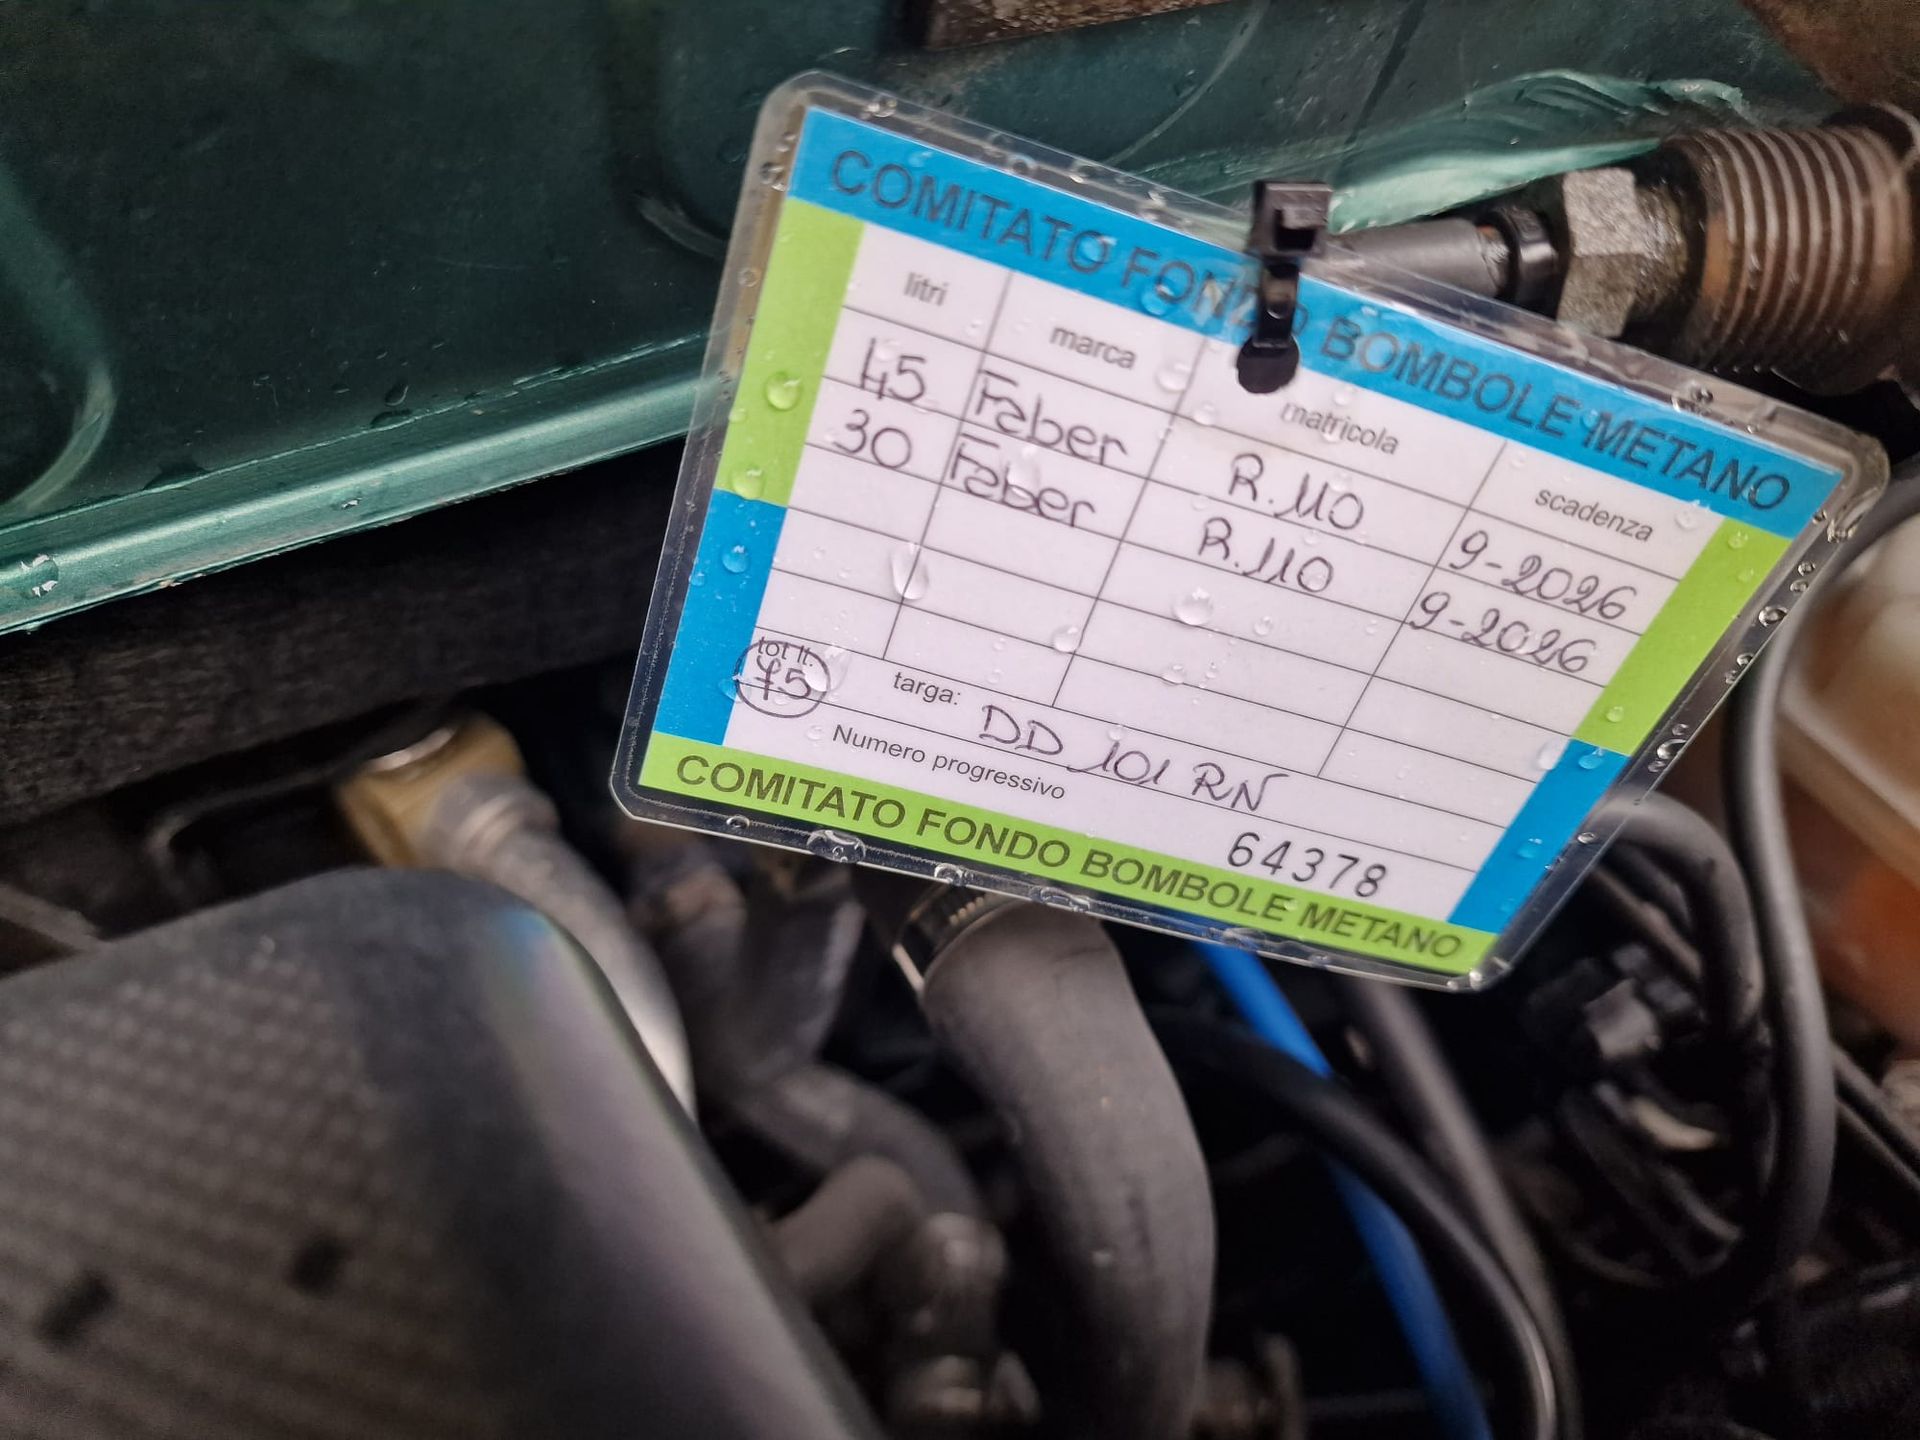 COMITATO FONDO BOMBOLE METANO
litri marca matricola scadenza
45 Faber R.110 9-2026
30 Faber R.110 9-2026
tot lt. 75 targa: DD 101 RN
Numero progressivo 64378
COMITATO FONDO BOMBOLE METANO